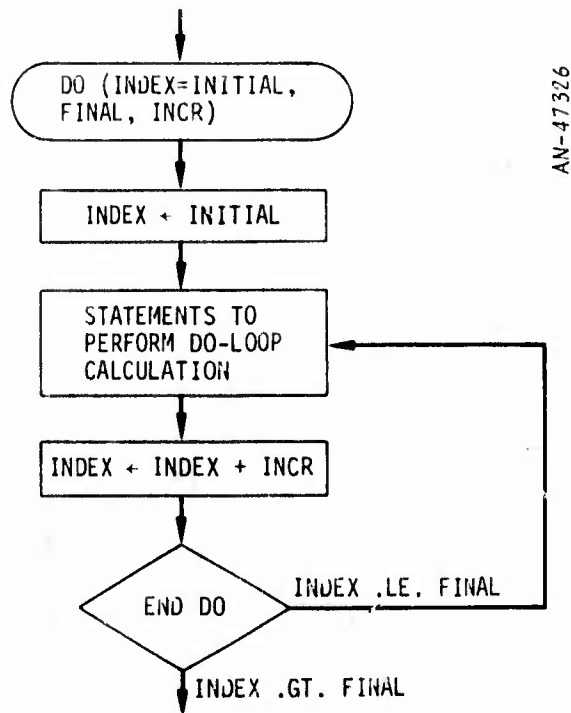 DO (INDEX=INITIAL,
FINAL, INCR)
AN-47326
INDEX ← INITIAL
STATEMENTS TO
PERFORM DO-LOOP
CALCULATION
INDEX ← INDEX + INCR
END DO
INDEX .LE. FINAL
INDEX .GT. FINAL